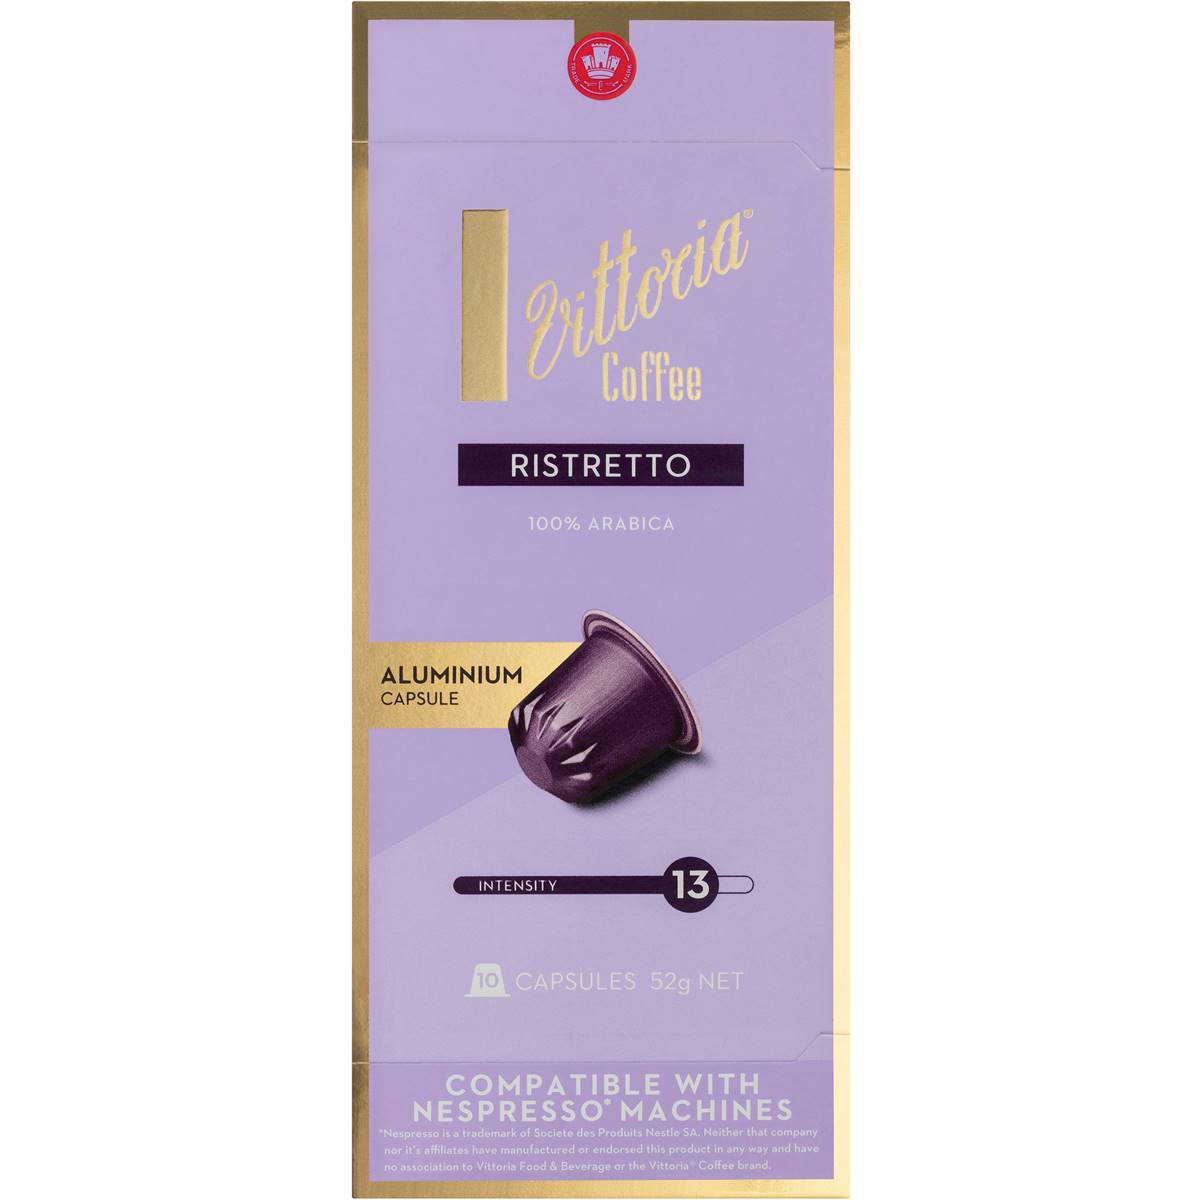 TRADE MARK
Vittoria®
Coffee
RISTRETTO
100% ARABICA
ALUMINIUM
CAPSULE
INTENSITY 13
10 CAPSULES 52g NET
COMPATIBLE WITH
NESPRESSO* MACHINES
*Nespresso is a trademark of Societe des Produits Nestle SA. Neither that company
nor it's affiliates have manufactured or endorsed this product in any way and have
no association to Vittoria Food & Beverage or the Vittoria® Coffee brand.